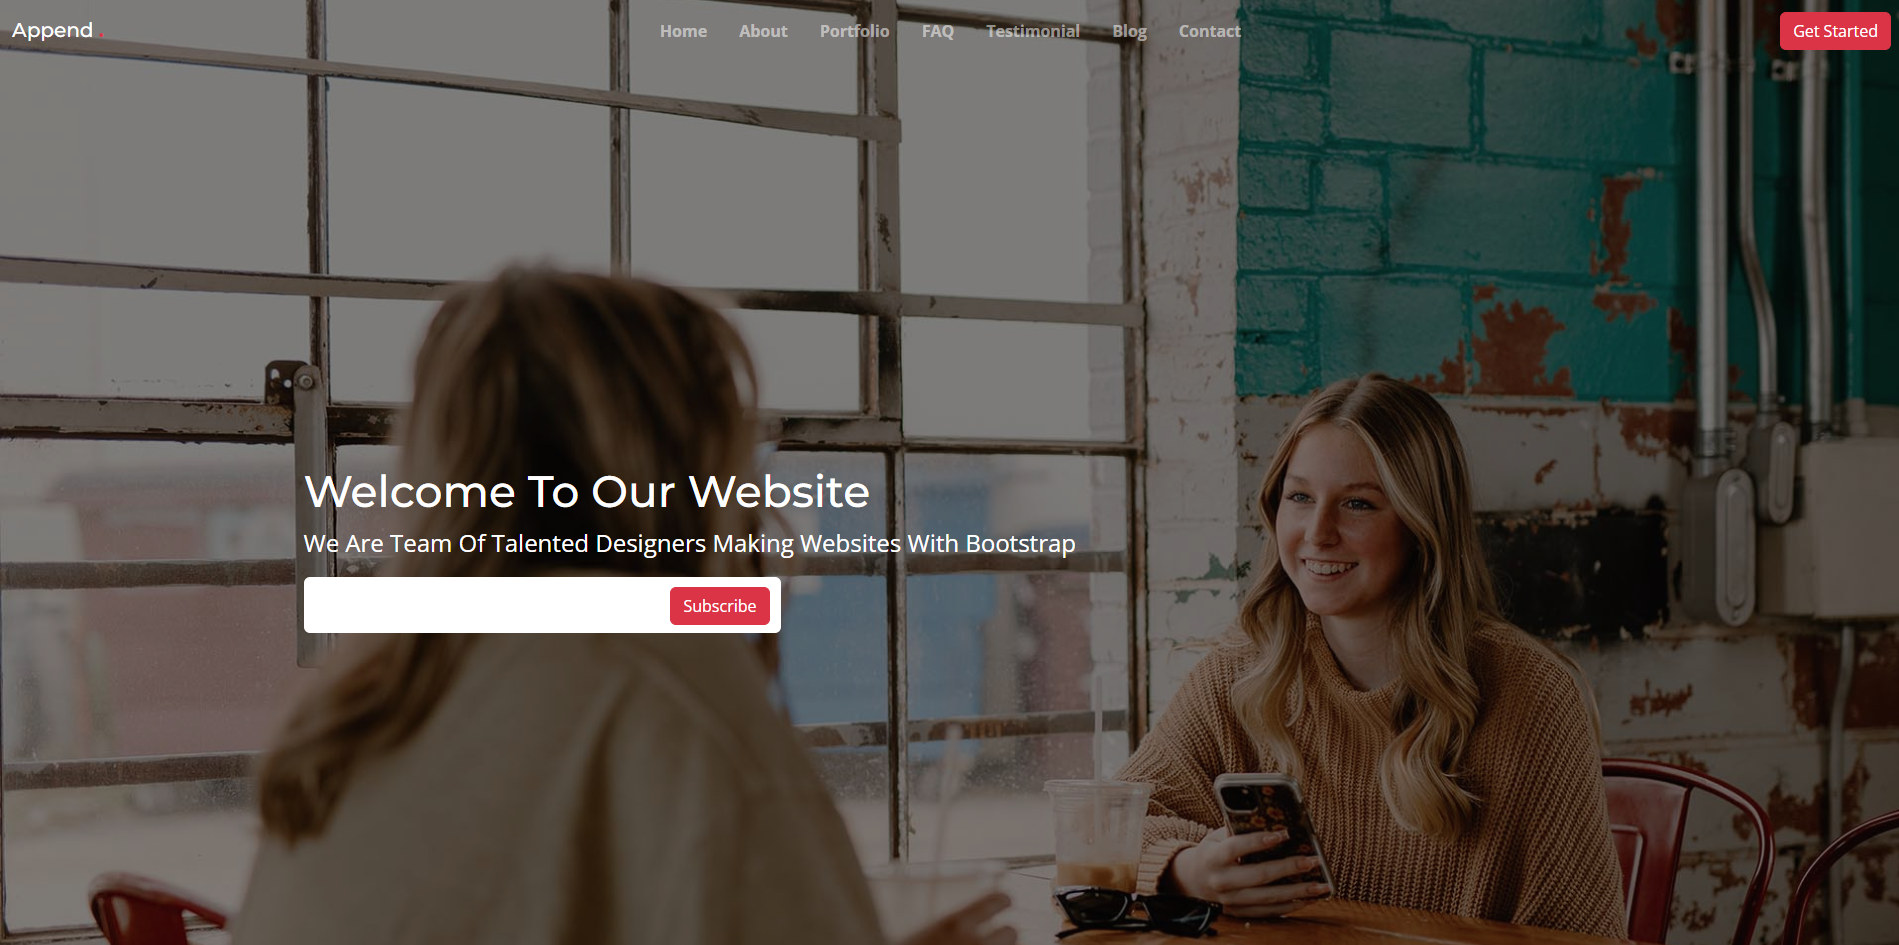 Append .
Home About Portfolio FAQ Testimonial Blog Contact
Get Started
Welcome To Our Website
We Are Team Of Talented Designers Making Websites With Bootstrap
Subscribe